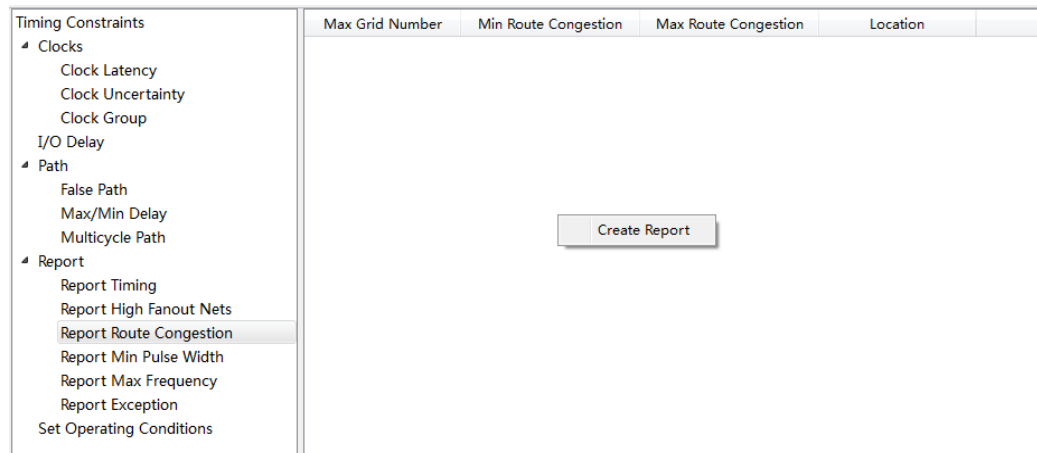 Timing Constraints
Clocks
Clock Latency
Clock Uncertainty
Clock Group
I/O Delay
Path
False Path
Max/Min Delay
Multicycle Path
Report
Report Timing
Report High Fanout Nets
Report Route Congestion
Report Min Pulse Width
Report Max Frequency
Report Exception
Set Operating Conditions
Max Grid Number Min Route Congestion Max Route Congestion Location
Create Report